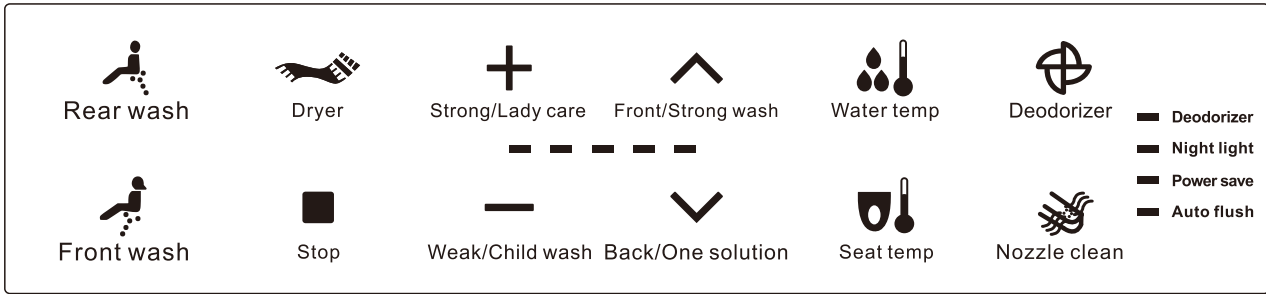 Rear wash
Dryer
Strong/Lady care
Front/Strong wash
Water temp
Deodorizer
Deodorizer
Night light
Power save
Auto flush
Front wash
Stop
Weak/Child wash
Back/One solution
Seat temp
Nozzle clean